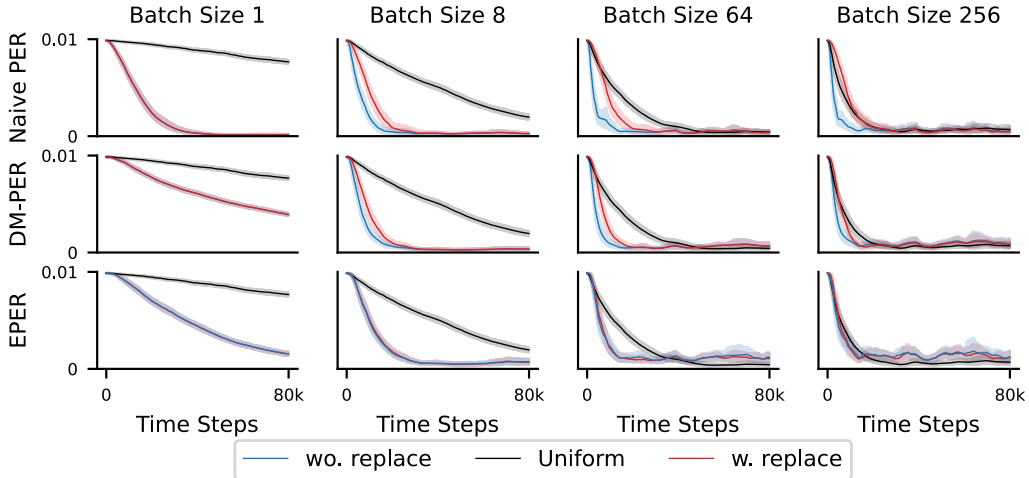 Batch Size 1 Batch Size 8 Batch Size 64 Batch Size 256
Naive PER
0.01
0
DM-PER
0.01
0
EPER
0.01
0
0 80k 0 80k 0 80k 0 80k
Time Steps Time Steps Time Steps Time Steps
wo. replace Uniform w. replace